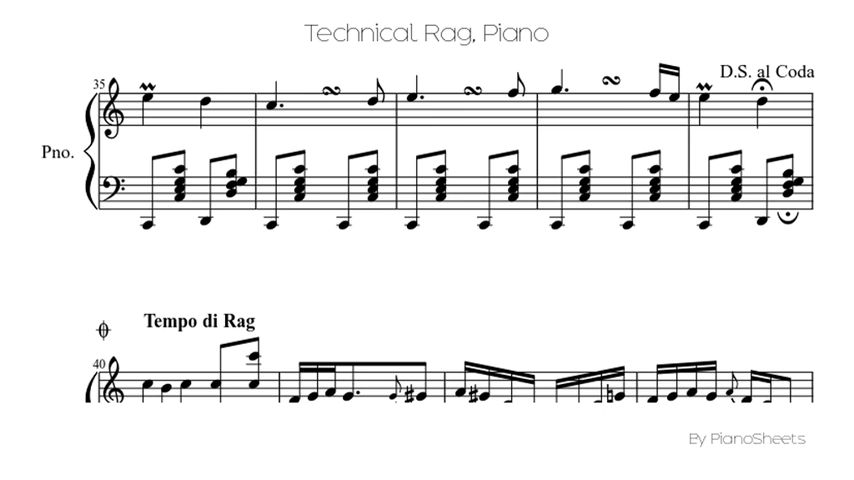 Technical Rag, Piano
D.S. al Coda
35
Pno.
Tempo di Rag
40
By PianoSheets